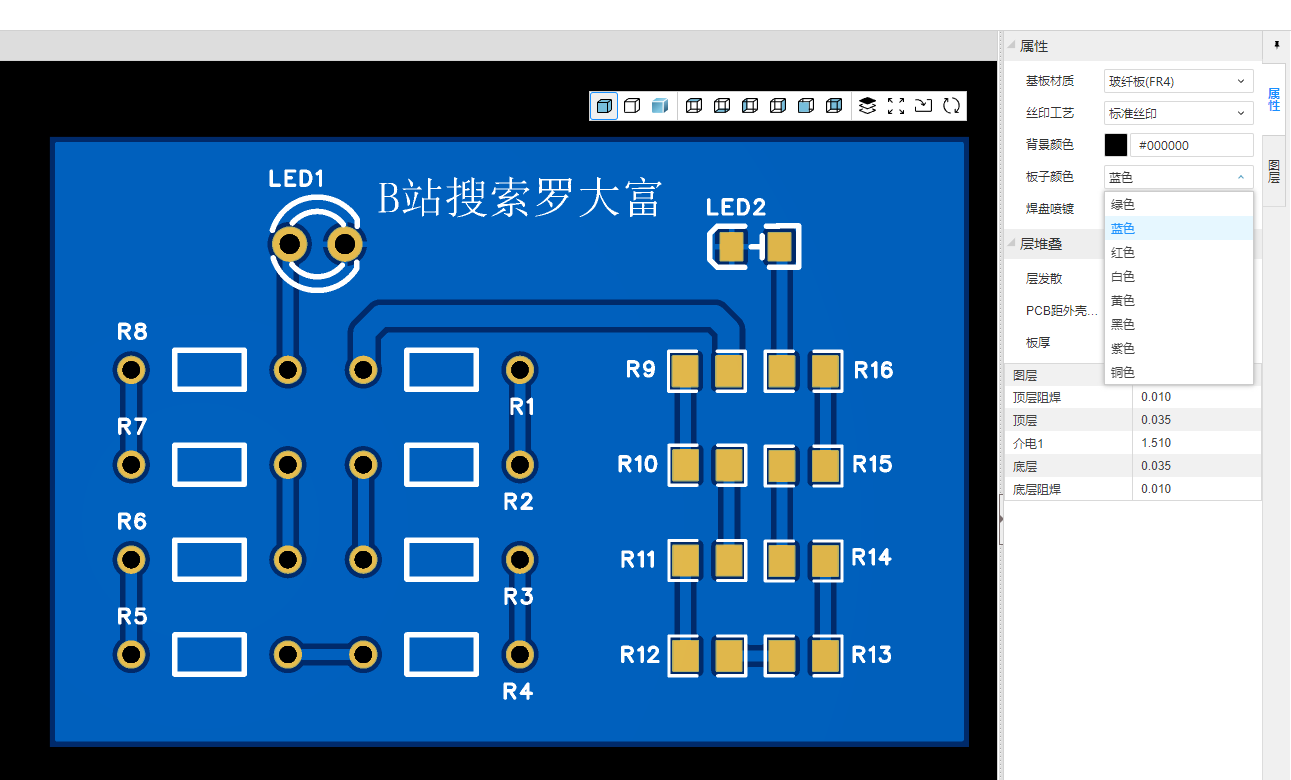 属性
基板材质 玻纤板(FR4)
丝印工艺 标准丝印
背景颜色 #000000
板子颜色 蓝色
焊盘喷镀
绿色
蓝色
红色
白色
黄色
黑色
紫色
铜色
层堆叠
层发散
PCB距外壳...
板厚
图层
顶层阻焊 0.010
顶层 0.035
介电1 1.510
底层 0.035
底层阻焊 0.010
属性
图层
LED1
B站搜索罗大富
LED2
R8
R9
R16
R1
R7
R10
R15
R2
R6
R11
R14
R3
R5
R12
R13
R4